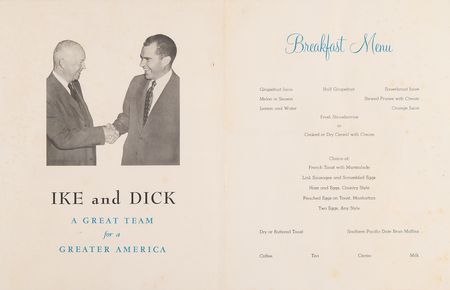 IKE and DICK
A GREAT TEAM
for a
GREATER AMERICA
Breakfast Menu
Grapefruit Juice Half Grapefruit Sauerkraut Juice
Melon in Season Stewed Prunes with Cream
Lemon and Water Orange Juice
Fresh Strawberries
or
Cooked or Dry Cereal with Cream
Choice of:
French Toast with Marmalade
Link Sausages and Scrambled Eggs
Ham and Eggs, Country Style
Poached Eggs on Toast, Manhattan
Two Eggs, Any Style
Dry or Buttered Toast Southern Pacific Date Bran Muffins
Coffee Tea Cocoa Milk